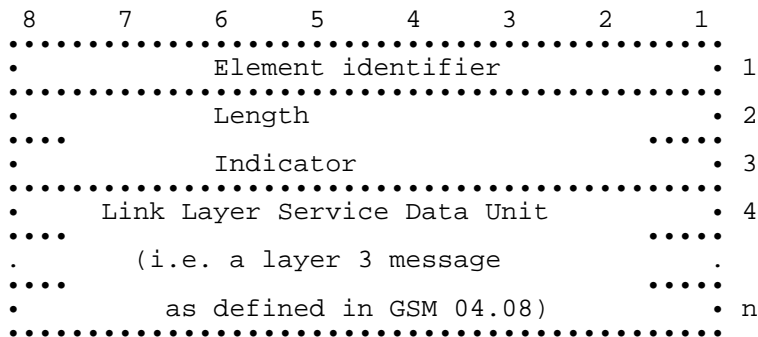 8 7 6 5 4 3 2 1
Element identifier 1
Length 2
Indicator 3
Link Layer Service Data Unit 4
(i.e. a layer 3 message
as defined in GSM 04.08) n